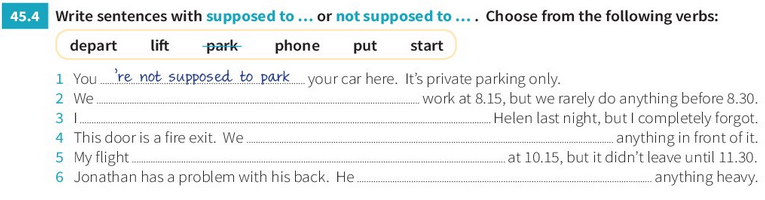 45.4 Write sentences with supposed to ... or not supposed to ... . Choose from the following verbs:
depart lift park phone put start
1 You 're not supposed to park your car here. It's private parking only.
2 We work at 8.15, but we rarely do anything before 8.30.
3 I Helen last night, but I completely forgot.
4 This door is a fire exit. We anything in front of it.
5 My flight at 10.15, but it didn't leave until 11.30.
6 Jonathan has a problem with his back. He anything heavy.